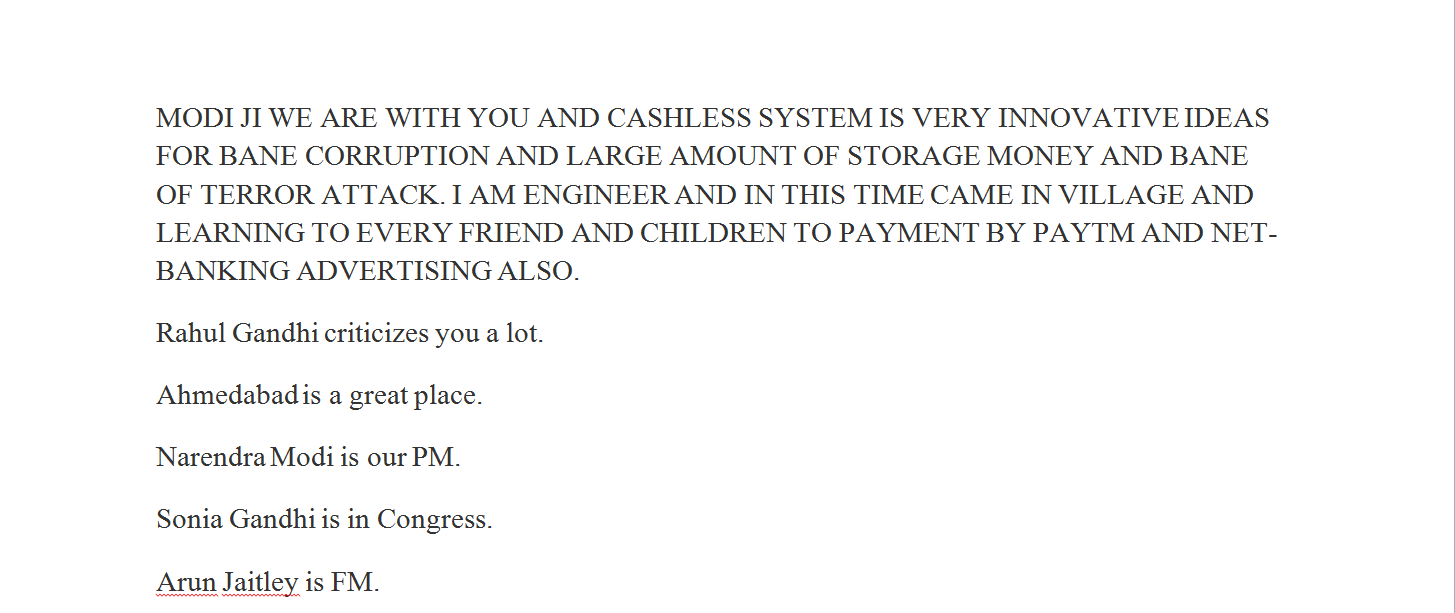 MODI JI WE ARE WITH YOU AND CASHLESS SYSTEM IS VERY INNOVATIVE IDEAS
FOR BANE CORRUPTION AND LARGE AMOUNT OF STORAGE MONEY AND BANE
OF TERROR ATTACK. I AM ENGINEER AND IN THIS TIME CAME IN VILLAGE AND
LEARNING TO EVERY FRIEND AND CHILDREN TO PAYMENT BY PAYTM AND NET-
BANKING ADVERTISING ALSO.
Rahul Gandhi criticizes you a lot.
Ahmedabad is a great place.
Narendra Modi is our PM.
Sonia Gandhi is in Congress.
Arun Jaitley is FM.